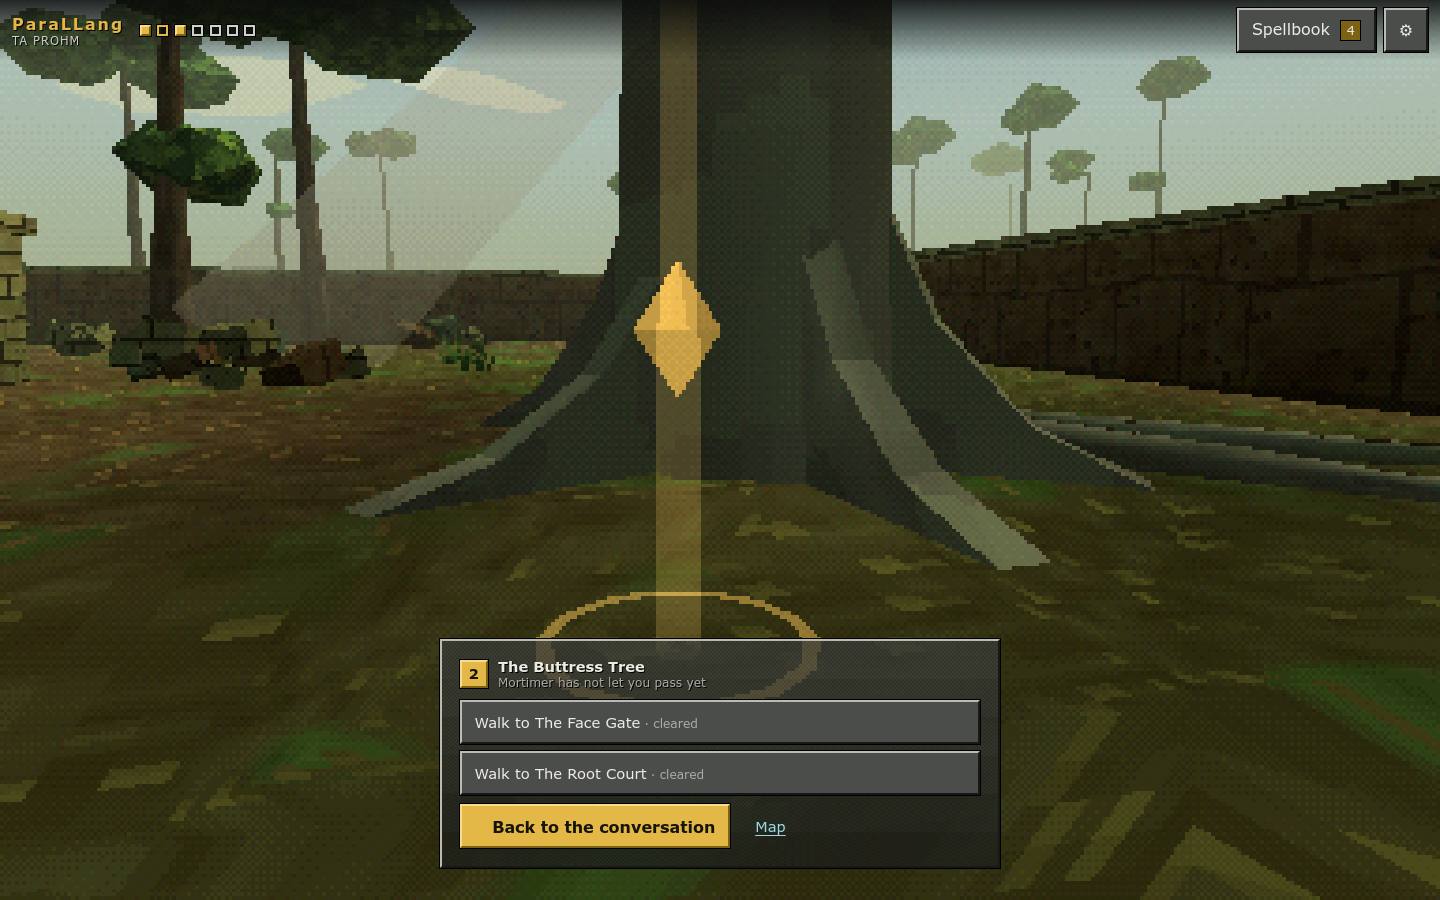 ParaLLang
TA PROHM
Spellbook 4
2
The Buttress Tree
Mortimer has not let you pass yet
Walk to The Face Gate · cleared
Walk to The Root Court · cleared
Back to the conversation
Map